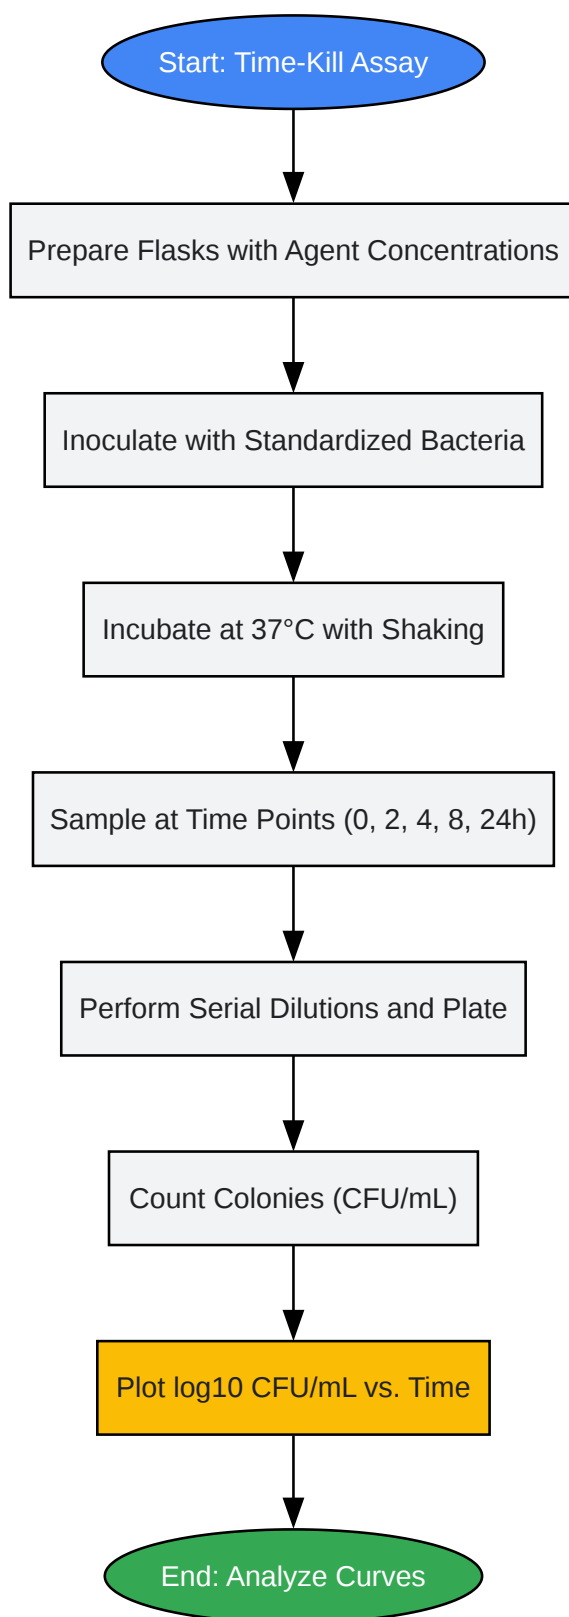 Start: Time-Kill Assay
Prepare Flasks with Agent Concentrations
Inoculate with Standardized Bacteria
Incubate at 37°C with Shaking
Sample at Time Points (0, 2, 4, 8, 24h)
Perform Serial Dilutions and Plate
Count Colonies (CFU/mL)
Plot log10 CFU/mL vs. Time
End: Analyze Curves